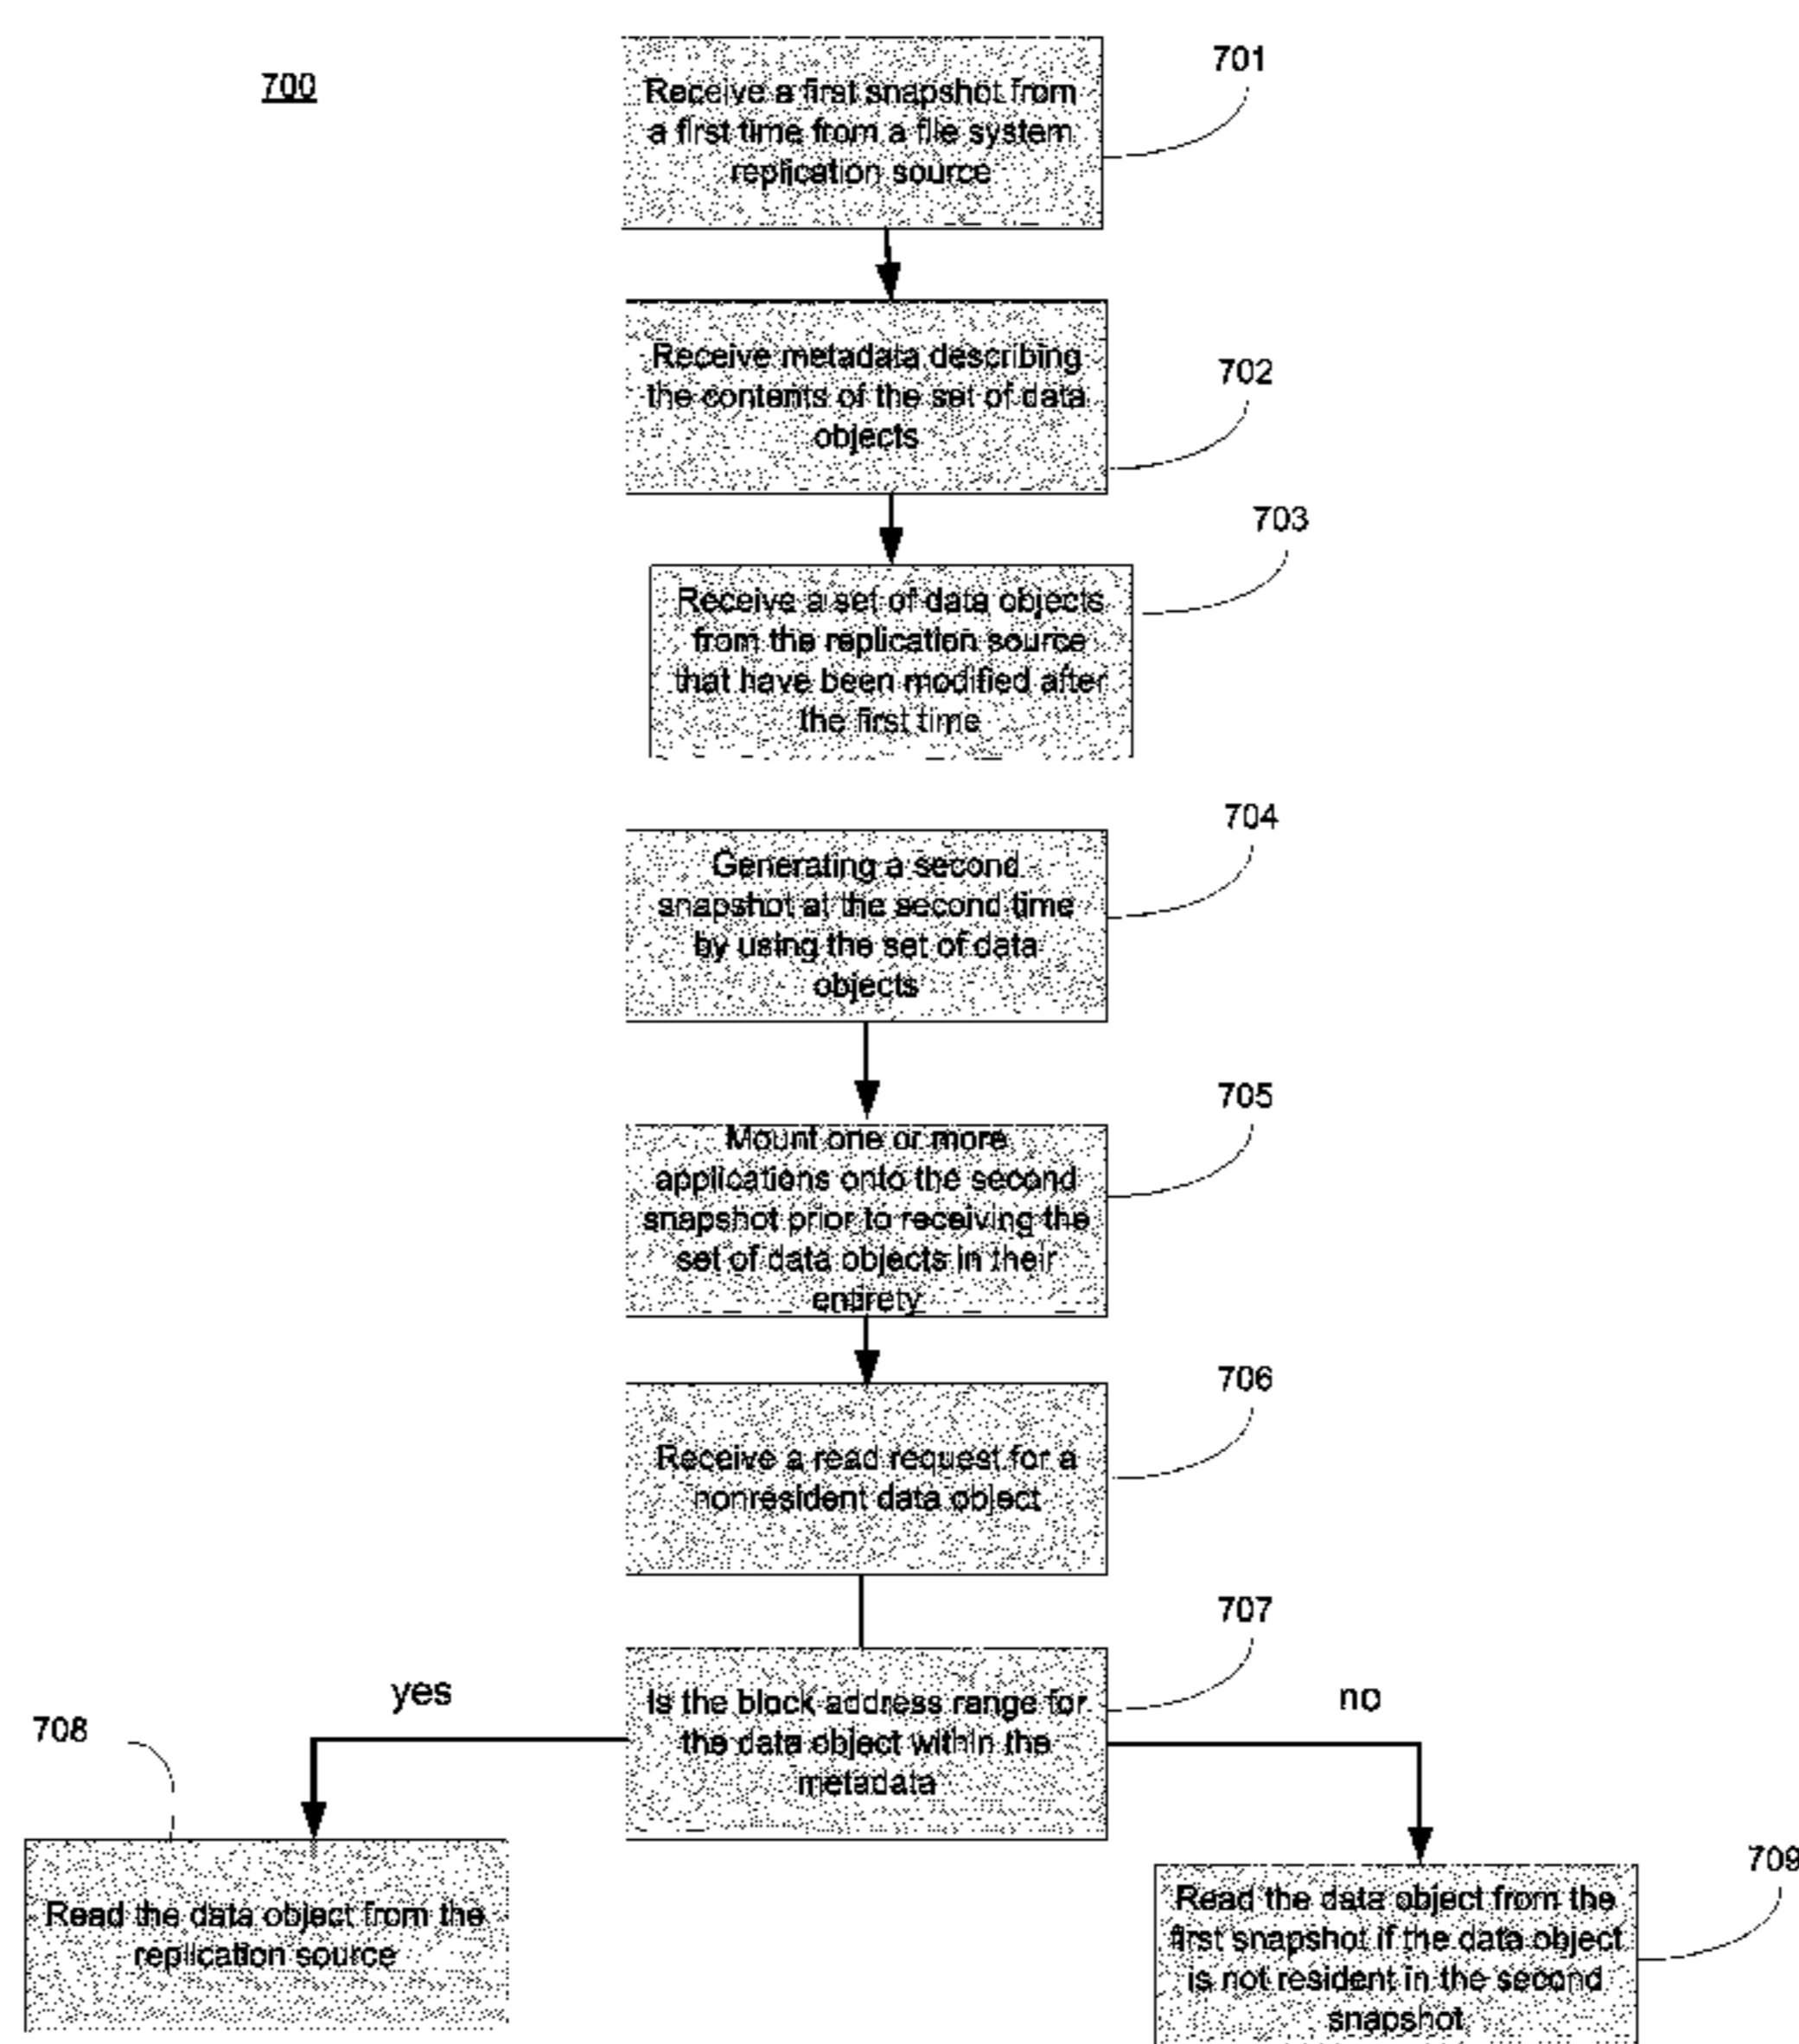 700
701
Receive a first snapshot from
a first time from a file system
replication source
702
Receive metadata describing
the contents of the set of data
objects
703
Receive a set of data objects
from the replication source
that have been modified after
the first time
704
Generating a second
snapshot at the second time
by using the set of data
objects
705
Mount one or more
applications onto the second
snapshot prior to receiving the
set of data objects in their
entirety
706
Receive a read request for a
nonresident data object
707
Is the block address range for
the data object within the
metadada
yes
no
708
Read the data object from the
replication source
709
Read the data object from the
first snapshot if the data object
is not resident in the second
snapshot